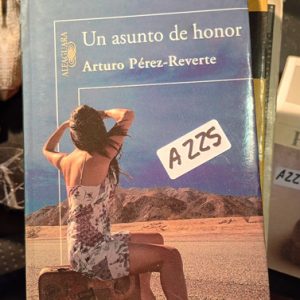 ALFAGUARA
Un asunto de honor
Arturo Pérez-Reverte
A225
A22